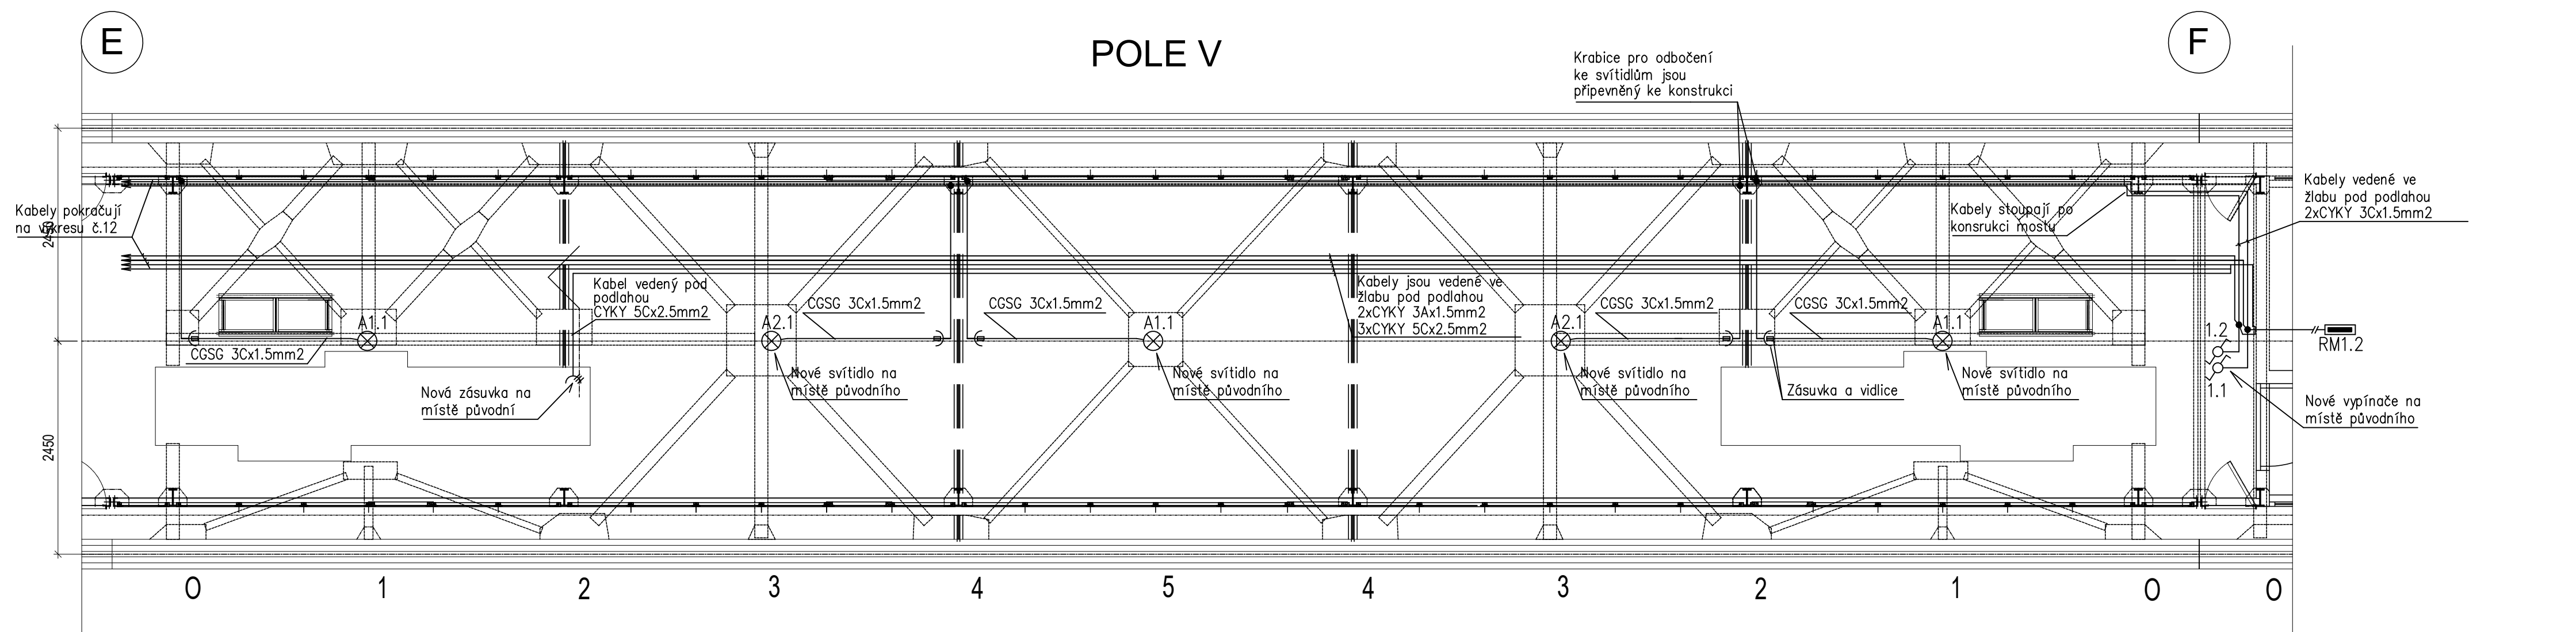 E
POLE V
F
Krabice pro odbočení
ke svítidlům jsou
připevněný ke konstrukci
Kabely vedené ve
žlabu pod podlahou
2xCYKY 3Cx1.5mm2
Kabely pokračují
na výkresu č.12
2450
Kabely stoupají po
konsrukci mostu
Kabel vedený pod
podlahou
CYKY 5Cx2.5mm2
CGSG 3Cx1.5mm2
CGSG 3Cx1.5mm2
Kabely jsou vedené ve
žlabu pod podlahou
2xCYKY 3Ax1.5mm2
3xCYKY 5Cx2.5mm2
CGSG 3Cx1.5mm2
CGSG 3Cx1.5mm2
A1.1
A2.1
A1.1
A2.1
A1.1
1.2
RM1.2
CGSG 3Cx1.5mm2
Nová zásuvka na
místě původní
Nové svítidlo na
místě původního
Nové svítidlo na
místě původního
Nové svítidlo na
místě původního
Zásuvka a vidlice
Nové svítidlo na
místě původního
1.1
Nové vypínače na
místě původního
2450
0 1 2 3 4 5 4 3 2 1 0 0